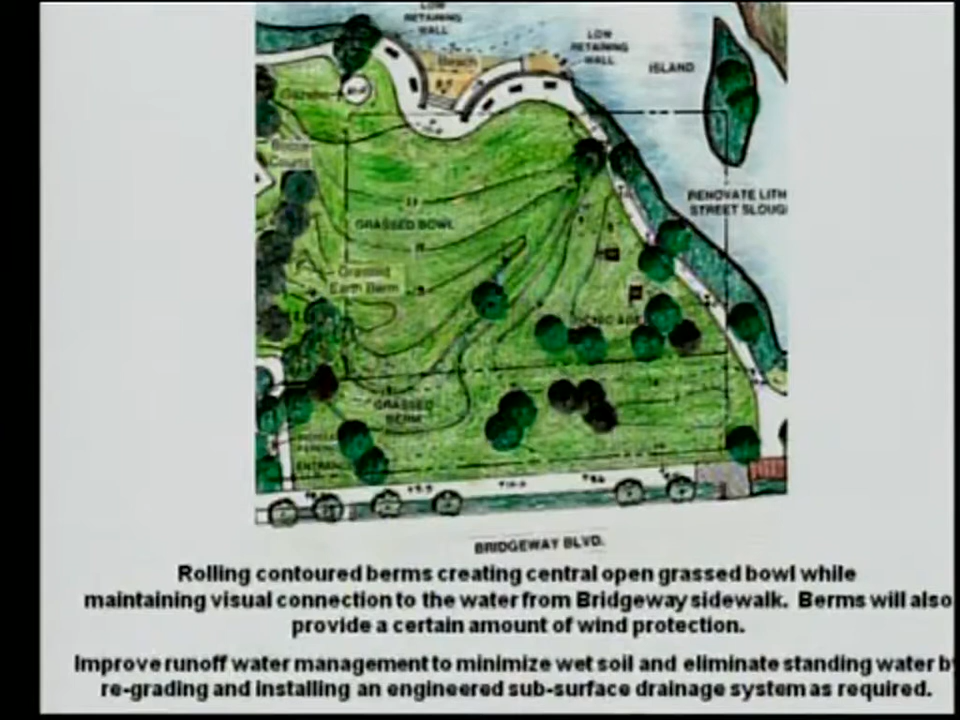 LOW
RETAINING
WALL
LOW
RETAINING
WALL
Beach
ISLAND
Gazebo
Bocce
Courts
RENOVATE LITH
STREET SLOUG
GRASSED BOWL
Grassed
Earth Berm
GRASSED
BERM
ENTRANCE
BRIDGEWAY BLVD.
Rolling contoured berms creating central open grassed bowl while
maintaining visual connection to the water from Bridgeway sidewalk. Berms will also
provide a certain amount of wind protection.
Improve runoff water management to minimize wet soil and eliminate standing water b
re-grading and installing an engineered sub-surface drainage system as required.